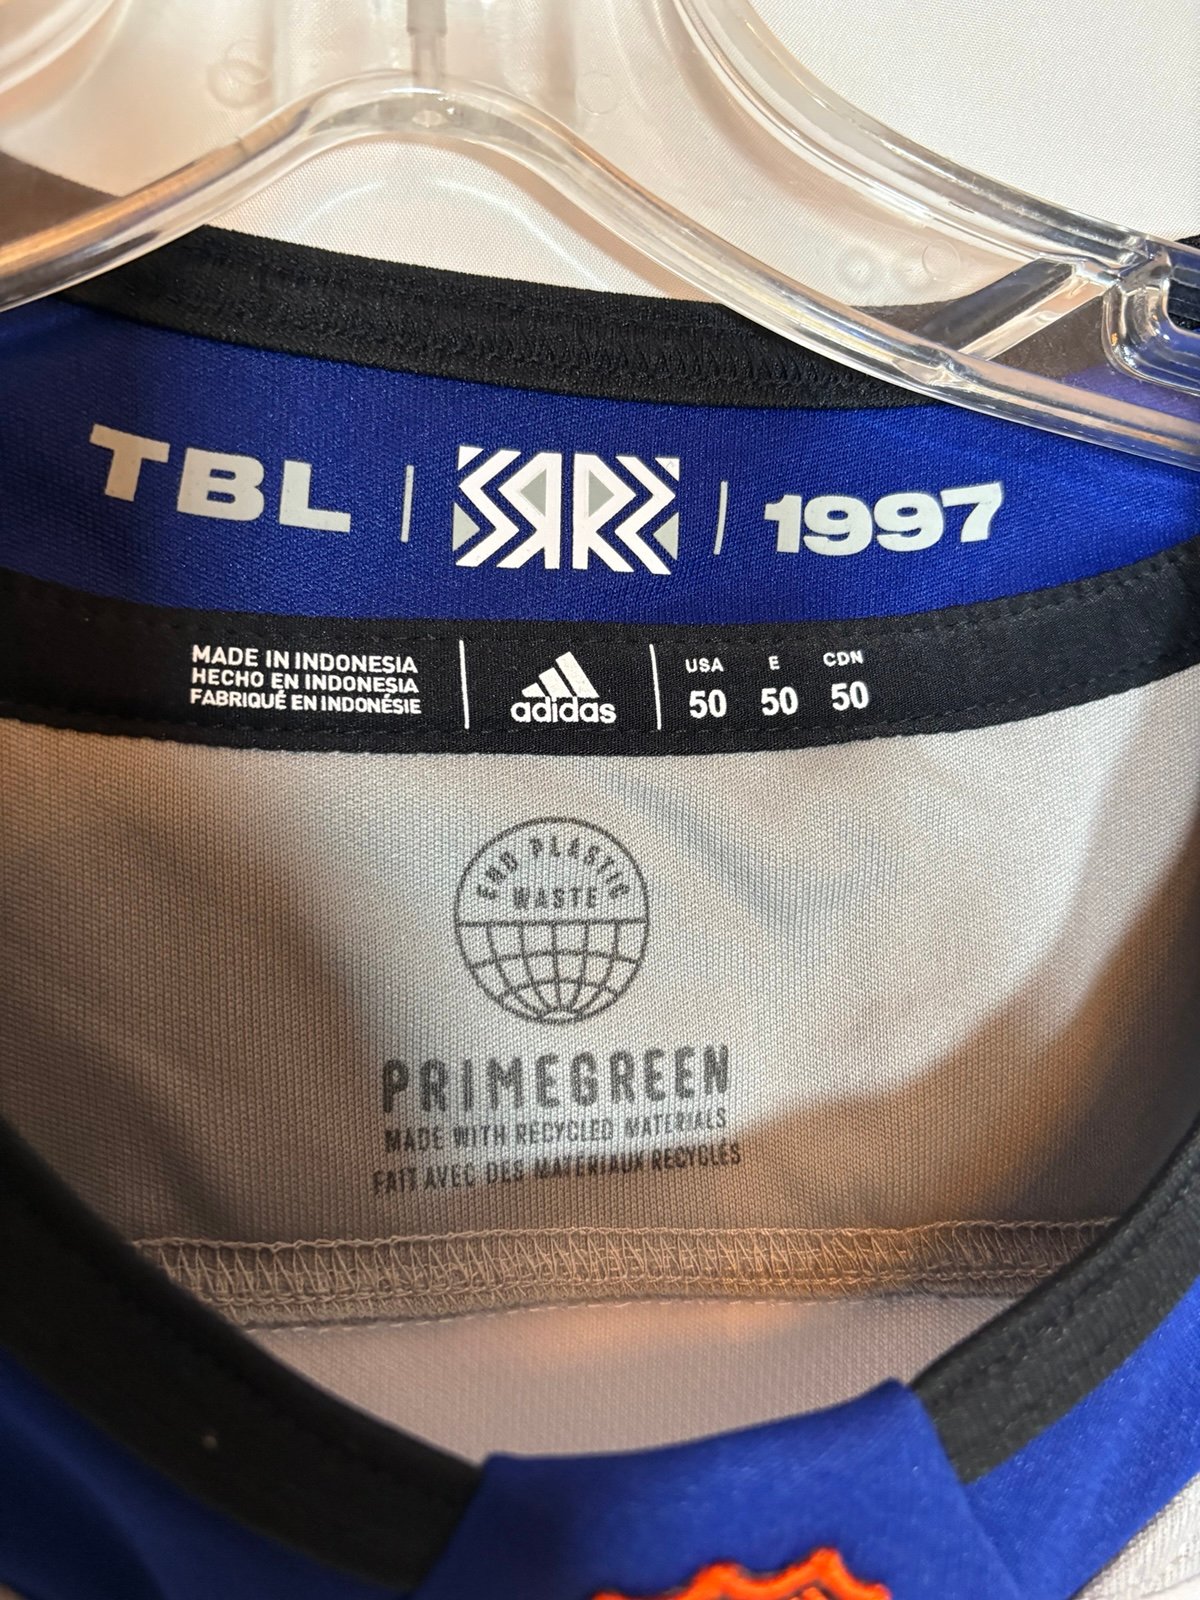 TBL | RR | 1997
MADE IN INDONESIA
HECHO EN INDONESIA
FABRIQUÉ EN INDONÉSIE
adidas
USA E CDN
50 50 50
END PLASTIC
WASTE
PRIMEGREEN
MADE WITH RECYCLED MATERIALS
FAIT AVEC DES MATÉRIAUX RECYCLÉS